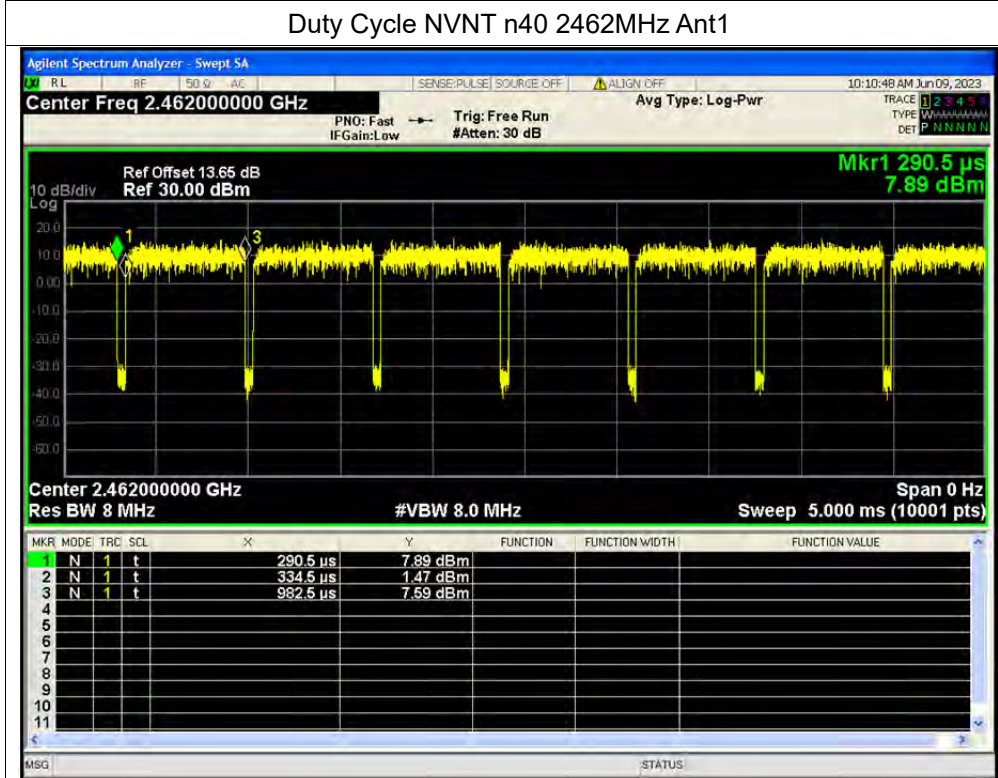 Duty Cycle NVNT n40 2462MHz Ant1
Agilent Spectrum Analyzer - Swept SA
RL RF 50 Ω AC SENSE:PULSE SOURCE OFF ALIGN OFF 10:10:48 AM Jun 09, 2023
Center Freq 2.462000000 GHz
PNO: Fast
IFGain:Low
Trig: Free Run
#Atten: 30 dB
Avg Type: Log-Pwr
TRACE 1 2 3 4 5 6
TYPE W
DET P N N N N N
Mkr1 290.5 µs
7.89 dBm
Ref Offset 13.65 dB
10 dB/div Ref 30.00 dBm
Log
20.0
10.0
0.00
-10.0
-20.0
-30.0
-40.0
-50.0
-60.0
1
3
Center 2.462000000 GHz Span 0 Hz
Res BW 8 MHz #VBW 8.0 MHz Sweep 5.000 ms (10001 pts)
MKR MODE TRC SCL X Y FUNCTION FUNCTION WIDTH FUNCTION VALUE
1 N 1 t 290.5 µs 7.89 dBm
2 N 1 t 334.5 µs 1.47 dBm
3 N 1 t 982.5 µs 7.59 dBm
4
5
6
7
8
9
10
11
MSG STATUS